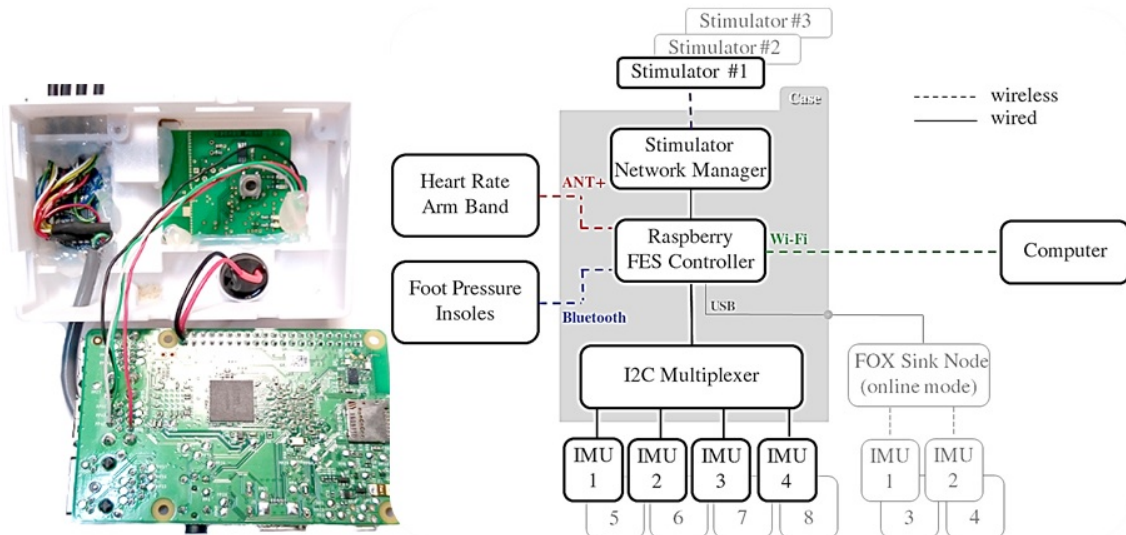 Stimulator #3
Stimulator #2
Stimulator #1
Case
wireless
wired
Stimulator
Network Manager
Heart Rate
Arm Band
ANT+
Raspberry
FES Controller
Wi-Fi
Computer
Foot Pressure
Insoles
Bluetooth
USB
I2C Multiplexer
FOX Sink Node
(online mode)
IMU
1
IMU
2
IMU
3
IMU
4
5
6
7
8
IMU
1
IMU
2
3
4